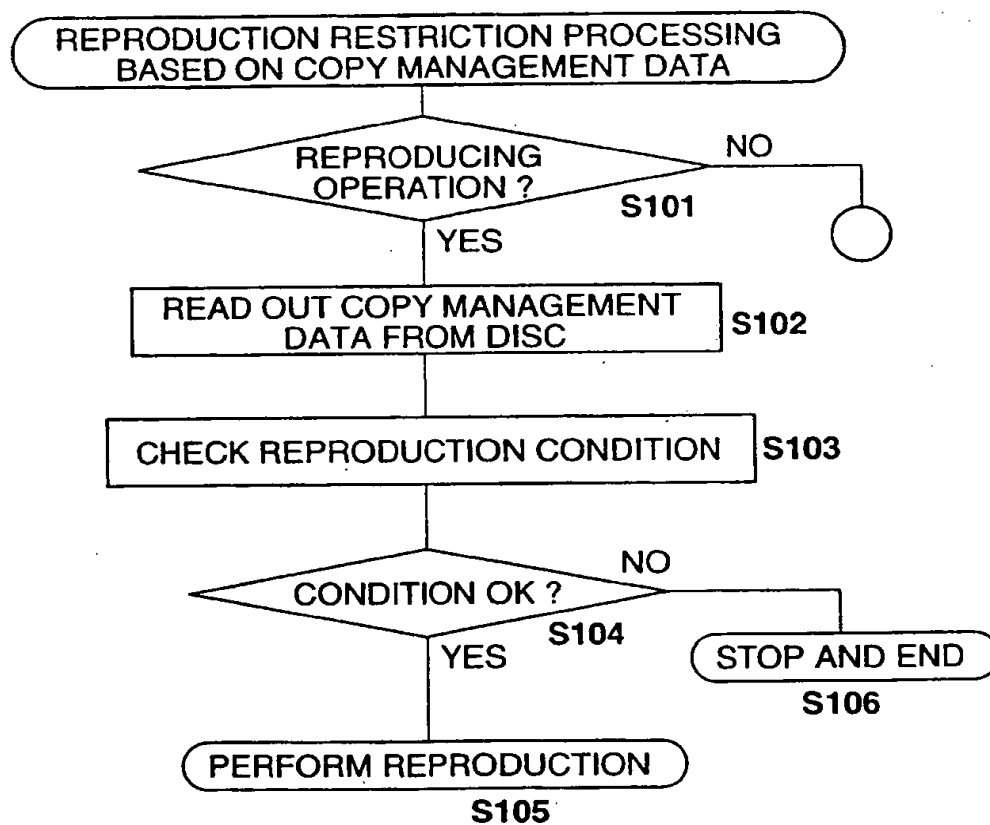 REPRODUCTION RESTRICTION PROCESSING
BASED ON COPY MANAGEMENT DATA
REPRODUCING
OPERATION ?
NO
S101
YES
READ OUT COPY MANAGEMENT
DATA FROM DISC
S102
CHECK REPRODUCTION CONDITION
S103
CONDITION OK ?
NO
S104
YES
STOP AND END
S106
PERFORM REPRODUCTION
S105